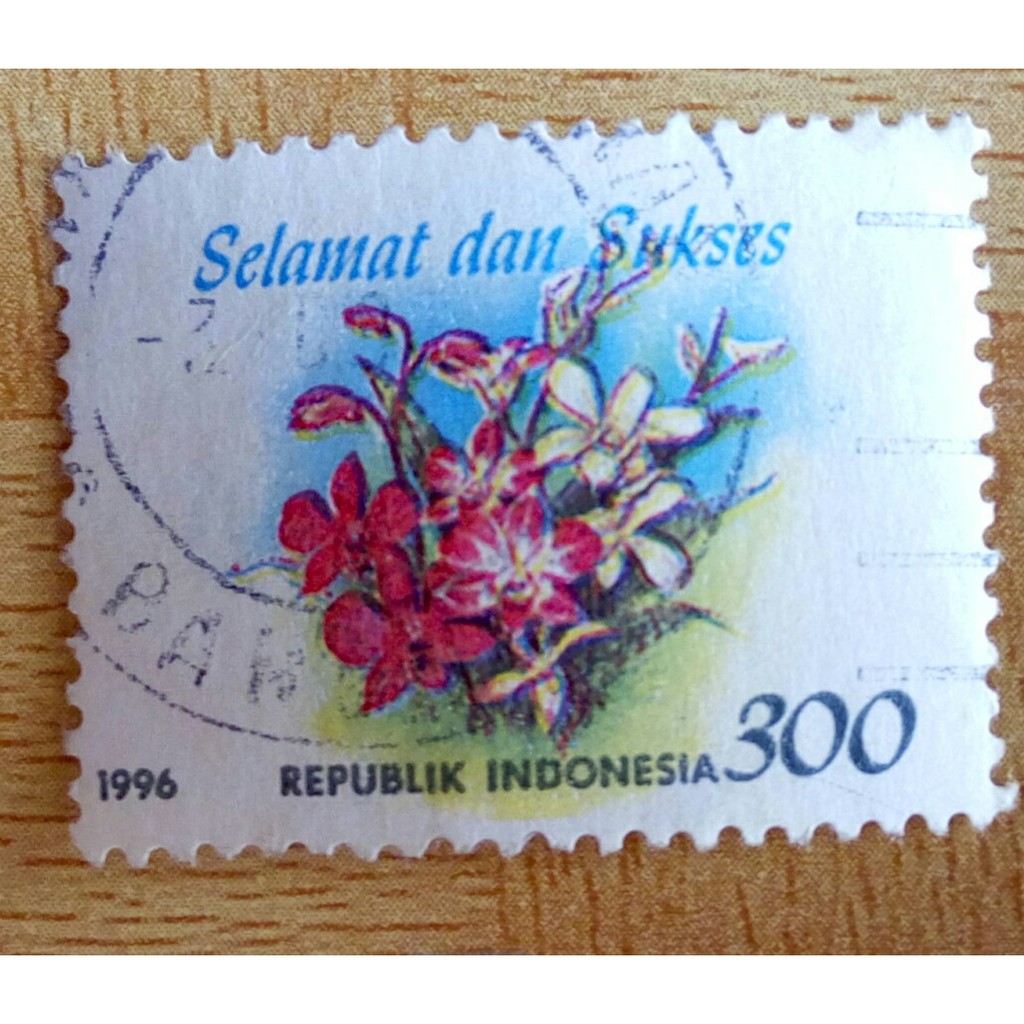 Selamat dan Sukses
1996
REPUBLIK INDONESIA 300